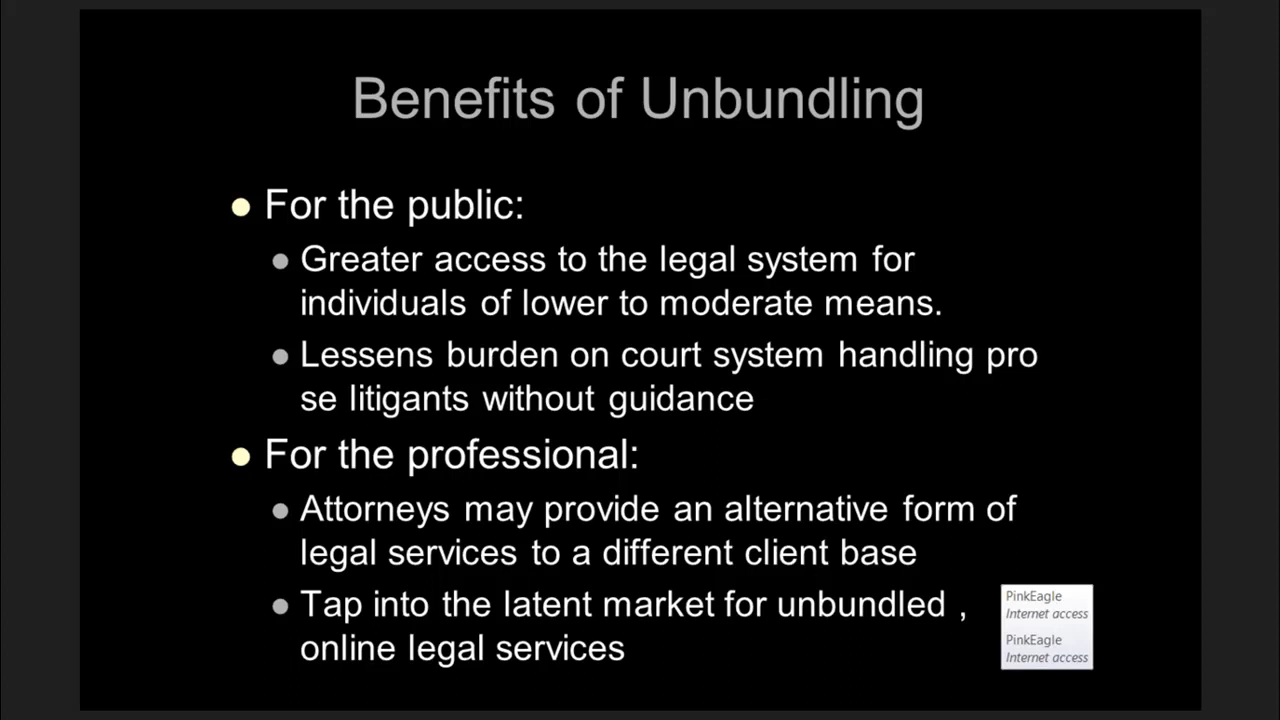 Benefits of Unbundling
● For the public:
● Greater access to the legal system for
individuals of lower to moderate means.
● Lessens burden on court system handling pro
se litigants without guidance
● For the professional:
● Attorneys may provide an alternative form of
legal services to a different client base
● Tap into the latent market for unbundled ,
online legal services
PinkEagle
Internet access
PinkEagle
Internet access